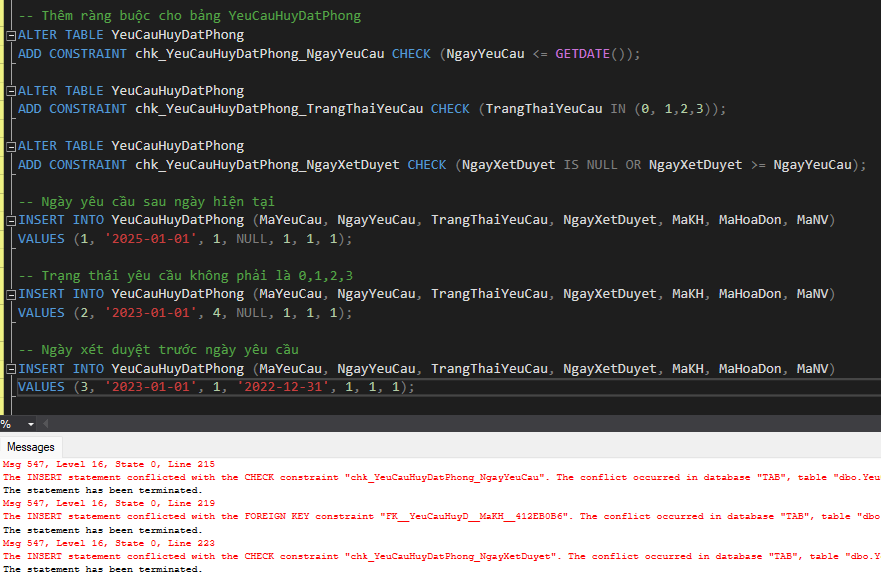 -- Thêm ràng buộc cho bảng YeuCauHuyDatPhong
ALTER TABLE YeuCauHuyDatPhong
ADD CONSTRAINT chk_YeuCauHuyDatPhong_NgayYeuCau CHECK (NgayYeuCau <= GETDATE());
ALTER TABLE YeuCauHuyDatPhong
ADD CONSTRAINT chk_YeuCauHuyDatPhong_TrangThaiYeuCau CHECK (TrangThaiYeuCau IN (0, 1,2,3));
ALTER TABLE YeuCauHuyDatPhong
ADD CONSTRAINT chk_YeuCauHuyDatPhong_NgayXetDuyet CHECK (NgayXetDuyet IS NULL OR NgayXetDuyet >= NgayYeuCau);
-- Ngày yêu cầu sau ngày hiện tại
INSERT INTO YeuCauHuyDatPhong (MaYeuCau, NgayYeuCau, TrangThaiYeuCau, NgayXetDuyet, MaKH, MaHoaDon, MaNV)
VALUES (1, '2025-01-01', 1, NULL, 1, 1, 1);
-- Trạng thái yêu cầu không phải là 0,1,2,3
INSERT INTO YeuCauHuyDatPhong (MaYeuCau, NgayYeuCau, TrangThaiYeuCau, NgayXetDuyet, MaKH, MaHoaDon, MaNV)
VALUES (2, '2023-01-01', 4, NULL, 1, 1, 1);
-- Ngày xét duyệt trước ngày yêu cầu
INSERT INTO YeuCauHuyDatPhong (MaYeuCau, NgayYeuCau, TrangThaiYeuCau, NgayXetDuyet, MaKH, MaHoaDon, MaNV)
VALUES (3, '2023-01-01', 1, '2022-12-31', 1, 1, 1);
%
Messages
Msg 547, Level 16, State 0, Line 215
The INSERT statement conflicted with the CHECK constraint "chk_YeuCauHuyDatPhong_NgayYeuCau". The conflict occurred in database "TAB", table "dbo.Yeu
The statement has been terminated.
Msg 547, Level 16, State 0, Line 219
The INSERT statement conflicted with the FOREIGN KEY constraint "FK__YeuCauHuyD__MaKH__412EB0B6". The conflict occurred in database "TAB", table "dbo
The statement has been terminated.
Msg 547, Level 16, State 0, Line 223
The INSERT statement conflicted with the CHECK constraint "chk_YeuCauHuyDatPhong_NgayXetDuyet". The conflict occurred in database "TAB", table "dbo.Y
The statement has been terminated.